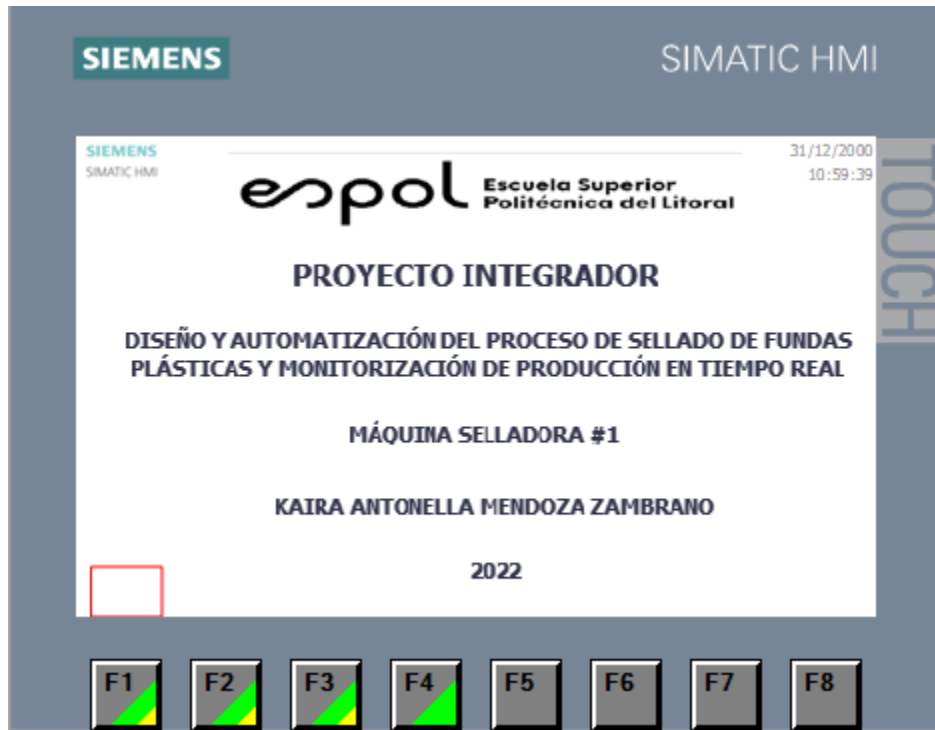 SIEMENS
SIMATIC HMI
SIEMENS
SIMATIC HMI
31/12/2000
10:59:39
espol Escuela Superior
Politécnica del Litoral
TOUCH
PROYECTO INTEGRADOR
DISEÑO Y AUTOMATIZACIÓN DEL PROCESO DE SELLADO DE FUNDAS
PLÁSTICAS Y MONITORIZACIÓN DE PRODUCCIÓN EN TIEMPO REAL
MÁQUINA SELLADORA #1
KAIRA ANTONELLA MENDOZA ZAMBRANO
2022
F1 F2 F3 F4 F5 F6 F7 F8